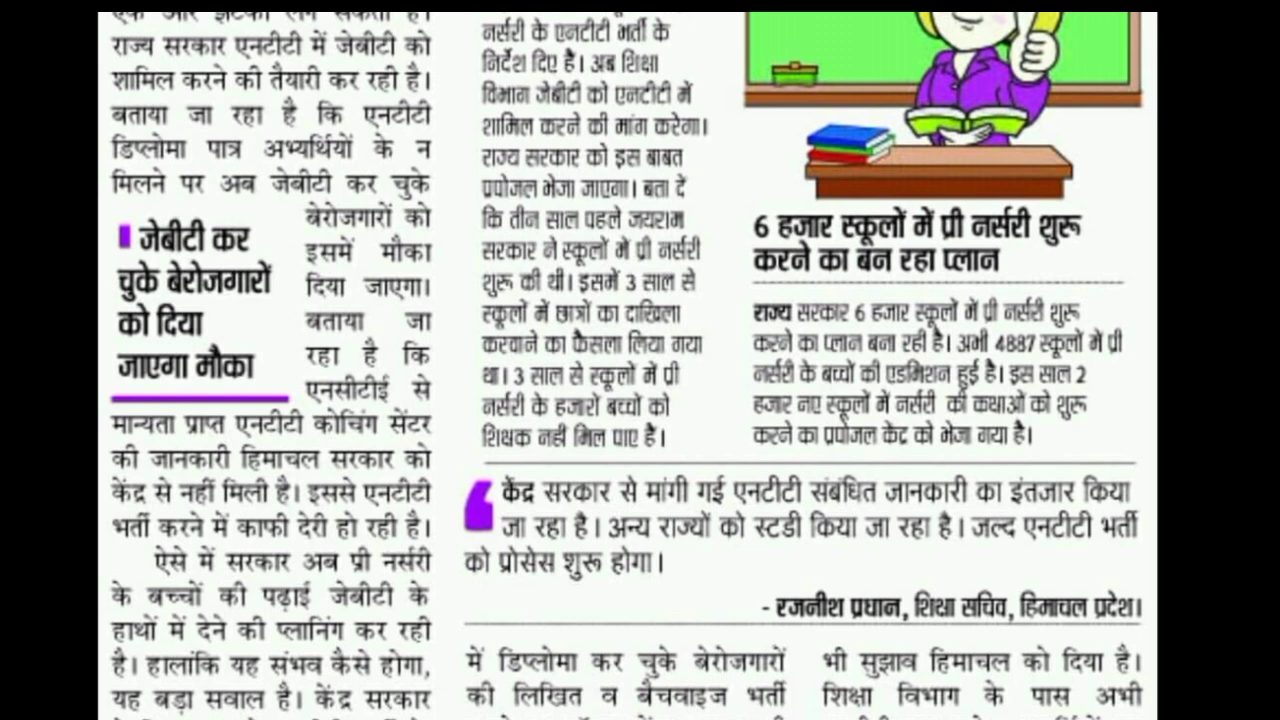 राज्य सरकार एनटीटी में जेबीटी को
शामिल करने की तैयारी कर रही है।
बताया जा रहा है कि एनटीटी
डिप्लोमा पात्र अभ्यर्थियों के न
मिलने पर अब जेबीटी कर चुके
बेरोजगारों को
इसमें मौका
दिया जाएगा।
बताया जा
रहा है कि
एनसीटीई से
मान्यता प्राप्त एनटीटी कोचिंग सेंटर
की जानकारी हिमाचल सरकार को
केंद्र से नहीं मिली है। इससे एनटीटी
भर्ती करने में काफी देरी हो रही है।
ऐसे में सरकार अब प्री नर्सरी
के बच्चों की पढ़ाई जेबीटी के
हाथों में देने की प्लानिंग कर रही
है। हालांकि यह संभव कैसे होगा,
यह बड़ा सवाल है। केंद्र सरकार
जेबीटी कर
चुके बेरोजगारों
को दिया
जाएगा मौका
नर्सरी के एनटीटी भर्ती के
निर्देश दिए है। अब शिक्षा
विभाग जेबीटी को एनटीटी में
शामिल करने की मांग करेगा।
राज्य सरकार को इस बाबत
प्रपोजल भेजा जाएगा। बता दें
कि तीन साल पहले जयराम
सरकार ने स्कूलों में प्री नर्सरी
शुरू की थी। इसमें 3 साल से
स्कूलों में छात्रों का दाखिला
करवाने का फैसला लिया गया
था। 3 साल से स्कूलों में प्री
नर्सरी के हजारों बच्चों को
शिक्षक नहीं मिल पाए है।
6 हजार स्कूलों में प्री नर्सरी शुरू
करने का बन रहा प्लान
राज्य सरकार 6 हजार स्कूलों में प्री नर्सरी शुरू
करने का प्लान बना रही है। अभी 4887 स्कूलों में प्री
नर्सरी के बच्चों की एडमिशन हुई है। इस साल 2
हजार नए स्कूलों में नर्सरी की कक्षाओं को शुरू
करने का प्रपोजल केंद्र को भेजा गया है।
केंद्र सरकार से मांगी गई एनटीटी संबंधित जानकारी का इंतजार किया
जा रहा है। अन्य राज्यों को स्टडी किया जा रहा है। जल्द एनटीटी भर्ती
को प्रोसेस शुरू होगा।
- रजनीश प्रधान, शिक्षा सचिव, हिमाचल प्रदेश।
में डिप्लोमा कर चुके बेरोजगारों
की लिखित व बैचवाइज भर्ती
भी सुझाव हिमाचल को दिया है।
शिक्षा विभाग के पास अभी